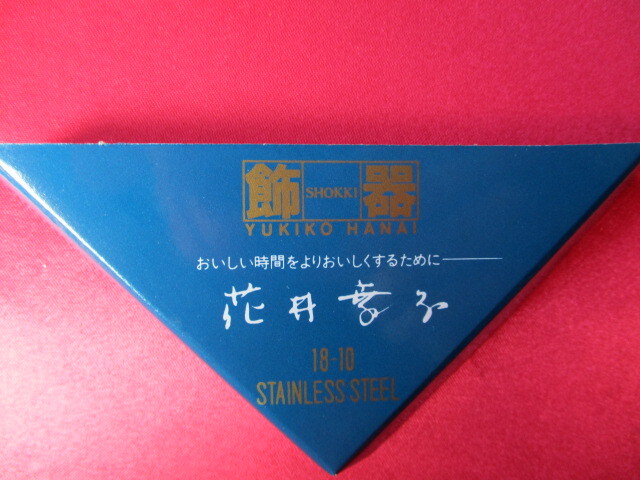 飾 SHOKKI 器
YUKIKO HANAI
おいしい時間をよりおいしくするために———
花井幸子
18-10
STAINLESS STEEL